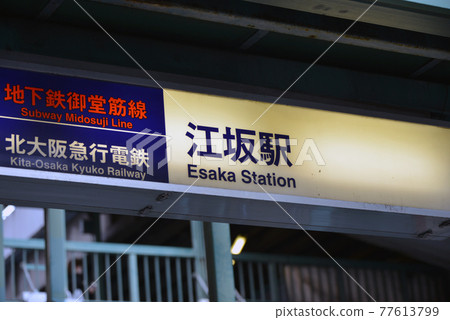 地下鉄御堂筋線
Subway Midosuji Line
北大阪急行電鉄
Kita-Osaka Kyuko Railway
江坂駅
Esaka Station
77613799